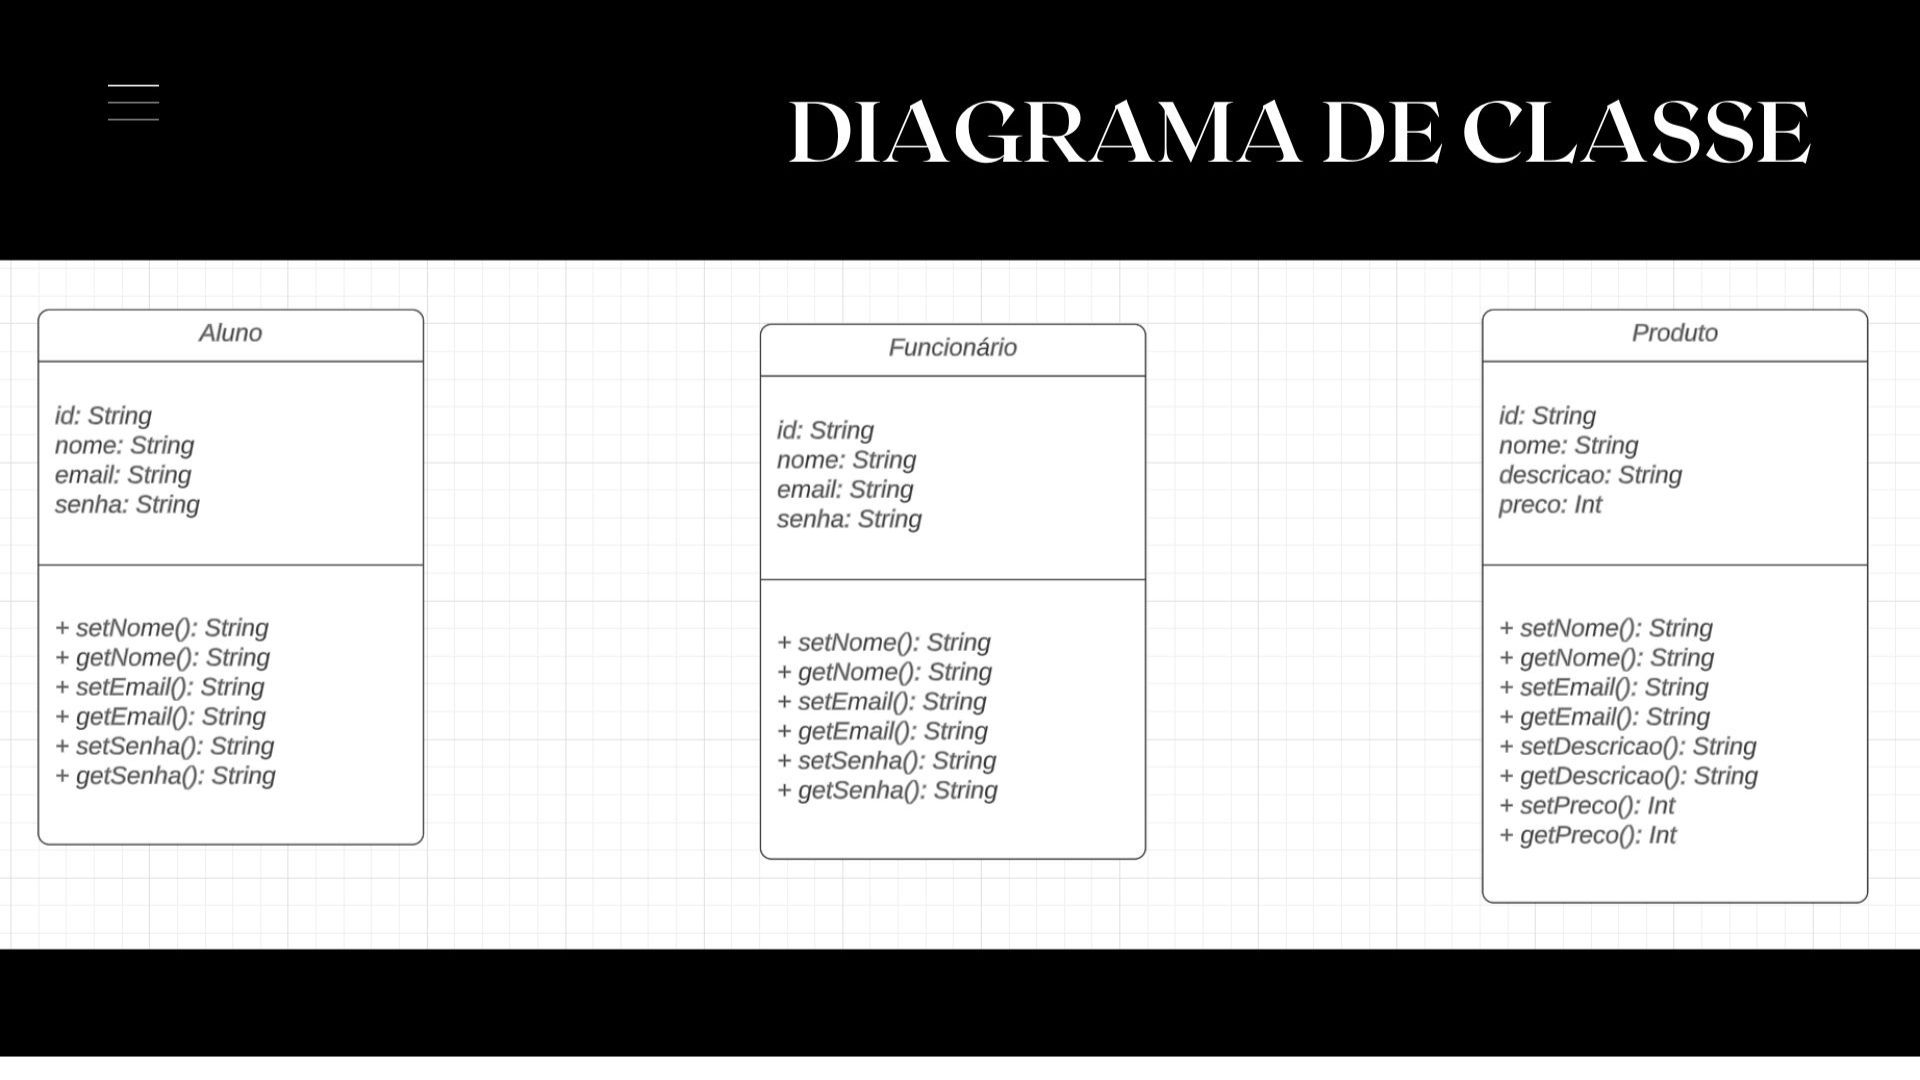 DIAGRAMA DE CLASSE
Aluno
id: String
nome: String
email: String
senha: String
+ setNome(): String
+ getNome(): String
+ setEmail(): String
+ getEmail(): String
+ setSenha(): String
+ getSenha(): String
Funcionário
id: String
nome: String
email: String
senha: String
+ setNome(): String
+ getNome(): String
+ setEmail(): String
+ getEmail(): String
+ setSenha(): String
+ getSenha(): String
Produto
id: String
nome: String
descricao: String
preco: Int
+ setNome(): String
+ getNome(): String
+ setEmail(): String
+ getEmail(): String
+ setDescricao(): String
+ getDescricao(): String
+ setPreco(): Int
+ getPreco(): Int